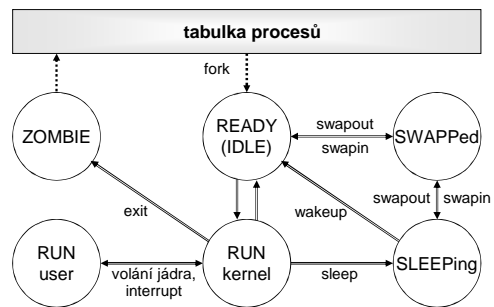 tabulka procesů
fork
ZOMBIE
READY
(IDLE)
swapout
swapin
SWAPPed
exit
wakeup
swapout
swapin
RUN
user
volání jádra,
interrupt
RUN
kernel
sleep
SLEEPing